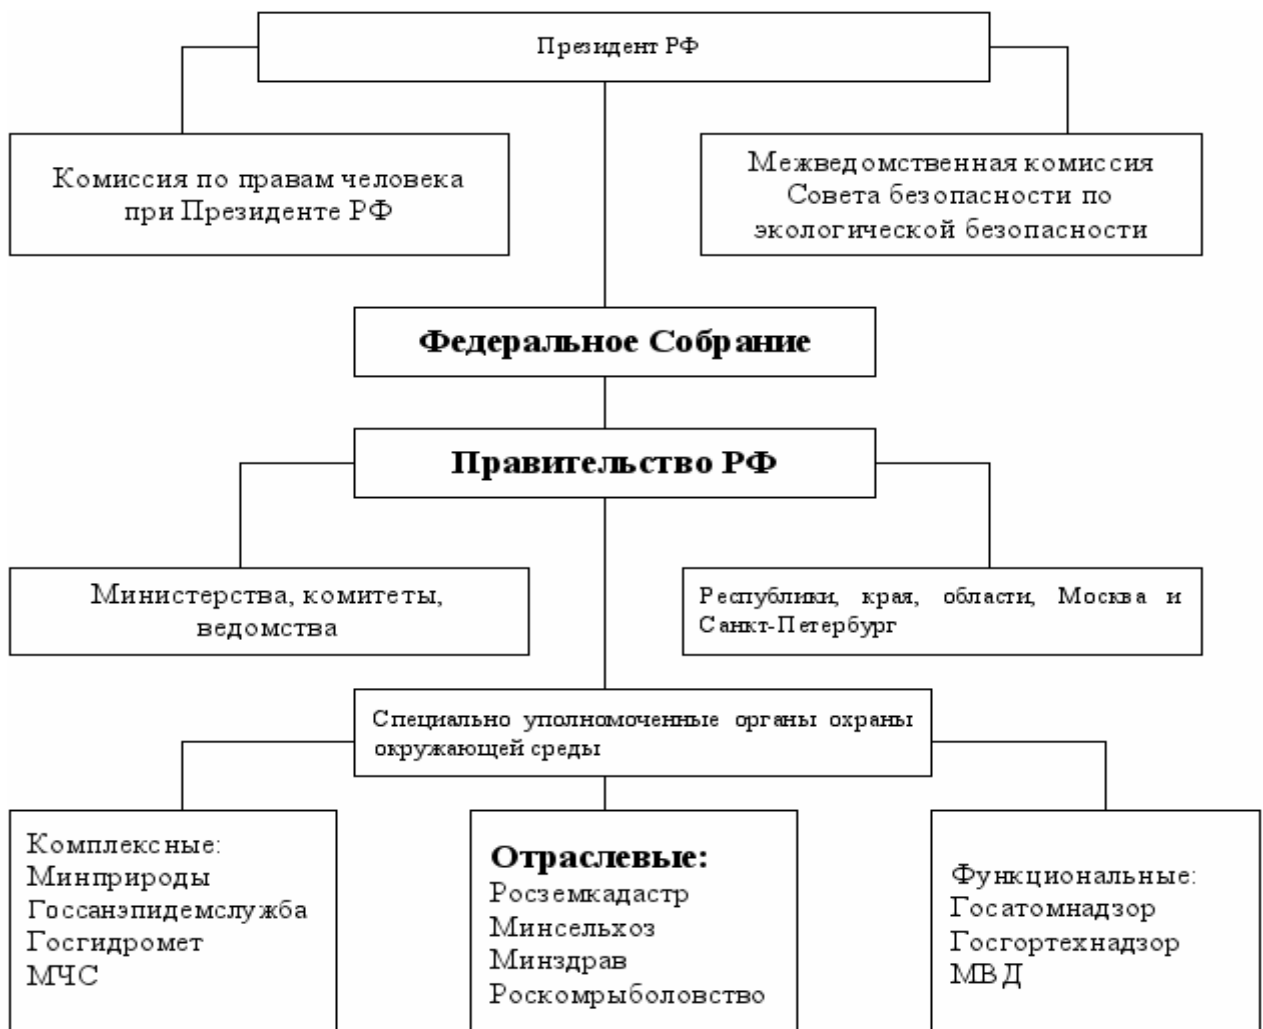 Президент РФ
Комиссия по правам человека
при Президенте РФ
Межведомственная комиссия
Совета безопасности по
экологической безопасности
Федеральное Собрание
Правительство РФ
Министерства, комитеты,
ведомства
Республики, края, области, Москва и
Санкт-Петербург
Специально уполномоченные органы охраны
окружающей среды
Комплексные:
Минприроды
Госсанэпидемслужба
Госгидромет
МЧС
Отраслевые:
Росземкадастр
Минсельхоз
Минздрав
Роскомрыболовство
Функциональные:
Госатомнадзор
Госгортехнадзор
МВД